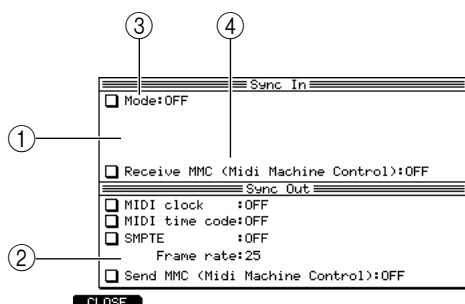 ③ ④
Sync In
Mode:OFF
①
Receive MMC (Midi Machine Control):OFF
Sync Out
MIDI clock :OFF
MIDI time code:OFF
SMPTE :OFF
② Frame rate:25
Send MMC (Midi Machine Control):OFF
CLOSE